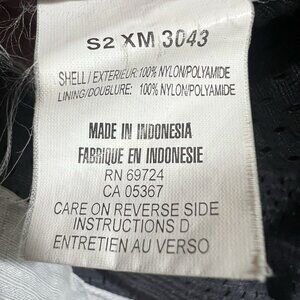 S2 XM 3043
SHELL/EXTERIEUR: 100% NYLON/POLYAMIDE
LINING/DOUBLURE: 100% NYLON/POLYAMIDE
MADE IN INDONESIA
FABRIQUE EN INDONESIE
RN 69724
CA 05367
CARE ON REVERSE SIDE
INSTRUCTIONS D
ENTRETIEN AU VERSO